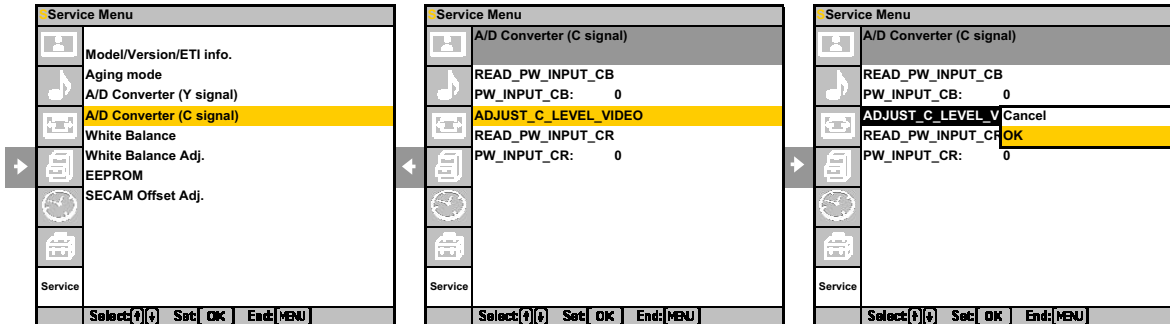 Service Menu
Model/Version/ETI info.
Aging mode
A/D Converter (Y signal)
A/D Converter (C signal)
White Balance
White Balance Adj.
EEPROM
SECAM Offset Adj.
Service
Select: Set[ OK ] End:[MENU]
Service Menu
A/D Converter (C signal)
READ_PW_INPUT_CB
PW_INPUT_CB: 0
ADJUST_C_LEVEL_VIDEO
READ_PW_INPUT_CR
PW_INPUT_CR: 0
Service
Select: Set[ OK ] End:[MENU]
Service Menu
A/D Converter (C signal)
READ_PW_INPUT_CB
PW_INPUT_CB: 0
ADJUST_C_LEVEL_V Cancel
READ_PW_INPUT_CR OK
PW_INPUT_CR: 0
Service
Select: Set[ OK ] End:[MENU]